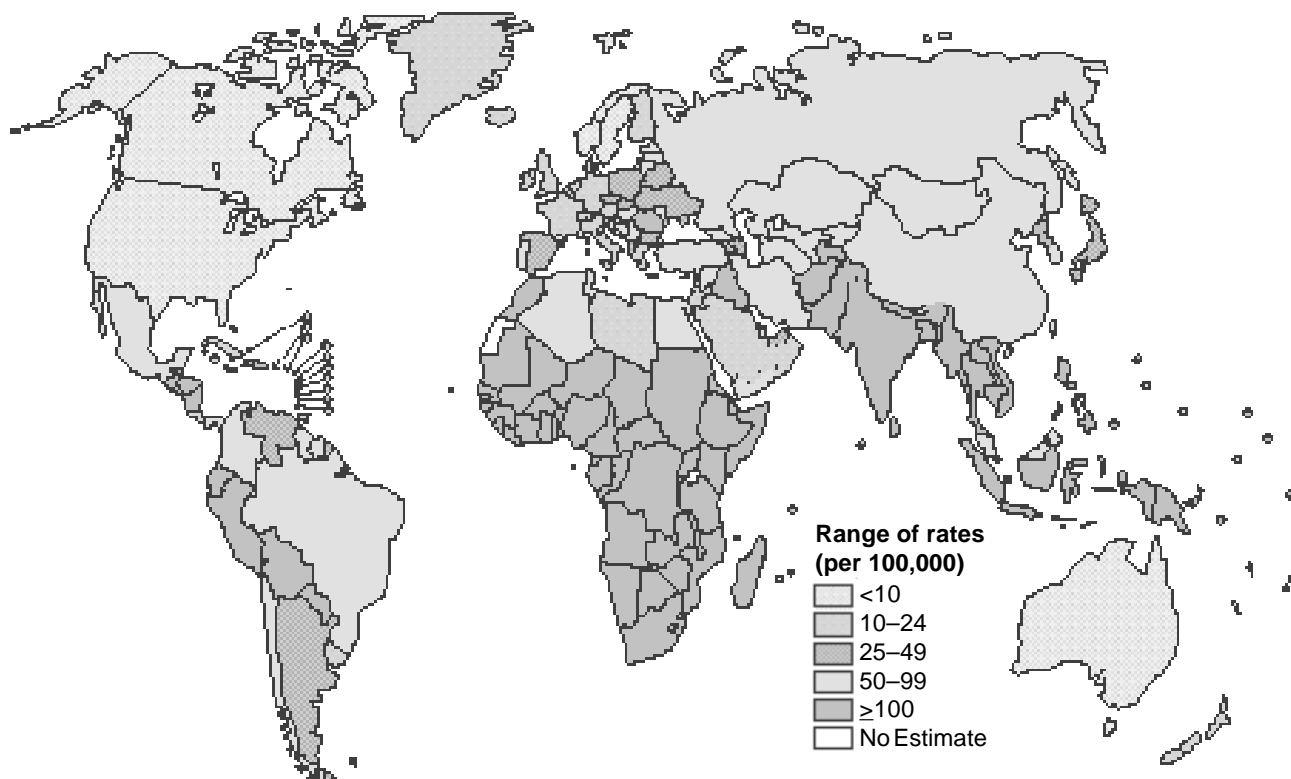 Range of rates
(per 100,000)
<10
10–24
25–49
50–99
≥100
No Estimate